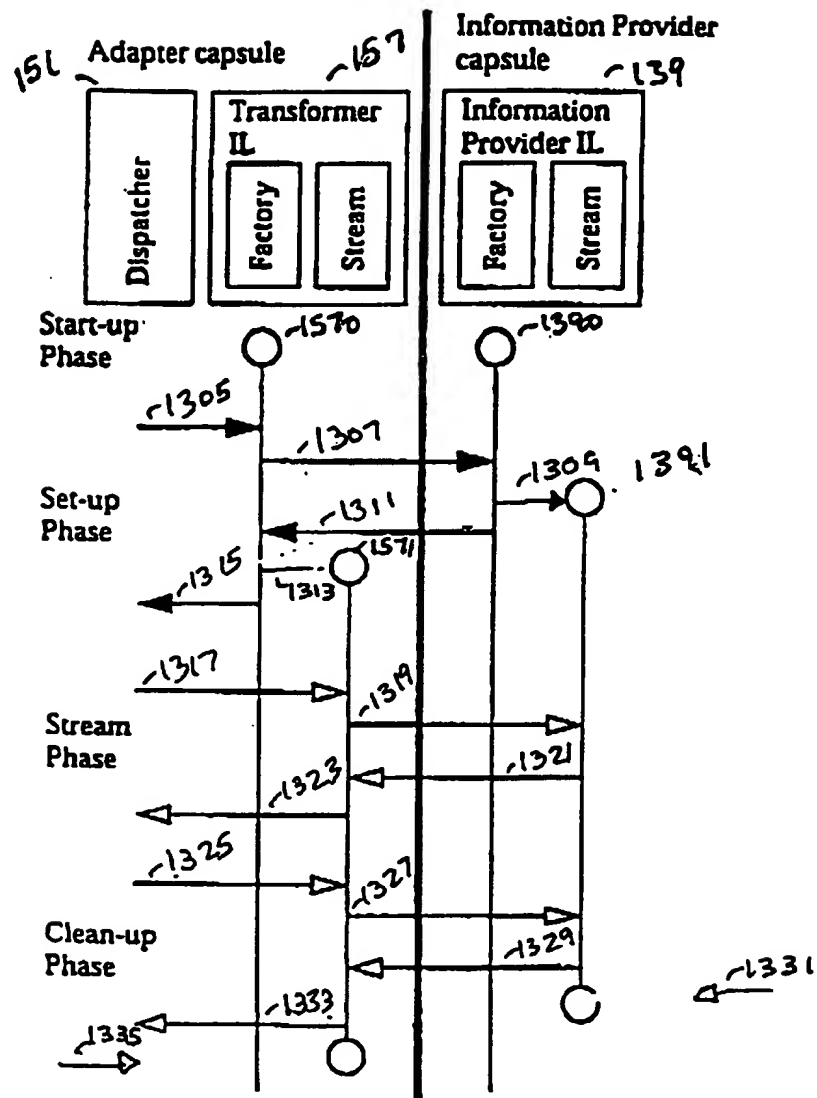 Information Provider
capsule
Adapter capsule
151
157
139
Dispatcher
Transformer
IL
Factory
Stream
Information
Provider IL
Factory
Stream
Start-up
Phase
1570
1390
1305
1307
1309
1391
Set-up
Phase
1311
1571
1313
1315
1317
1319
Stream
Phase
1321
1323
1325
1327
Clean-up
Phase
1329
1331
1333
1335